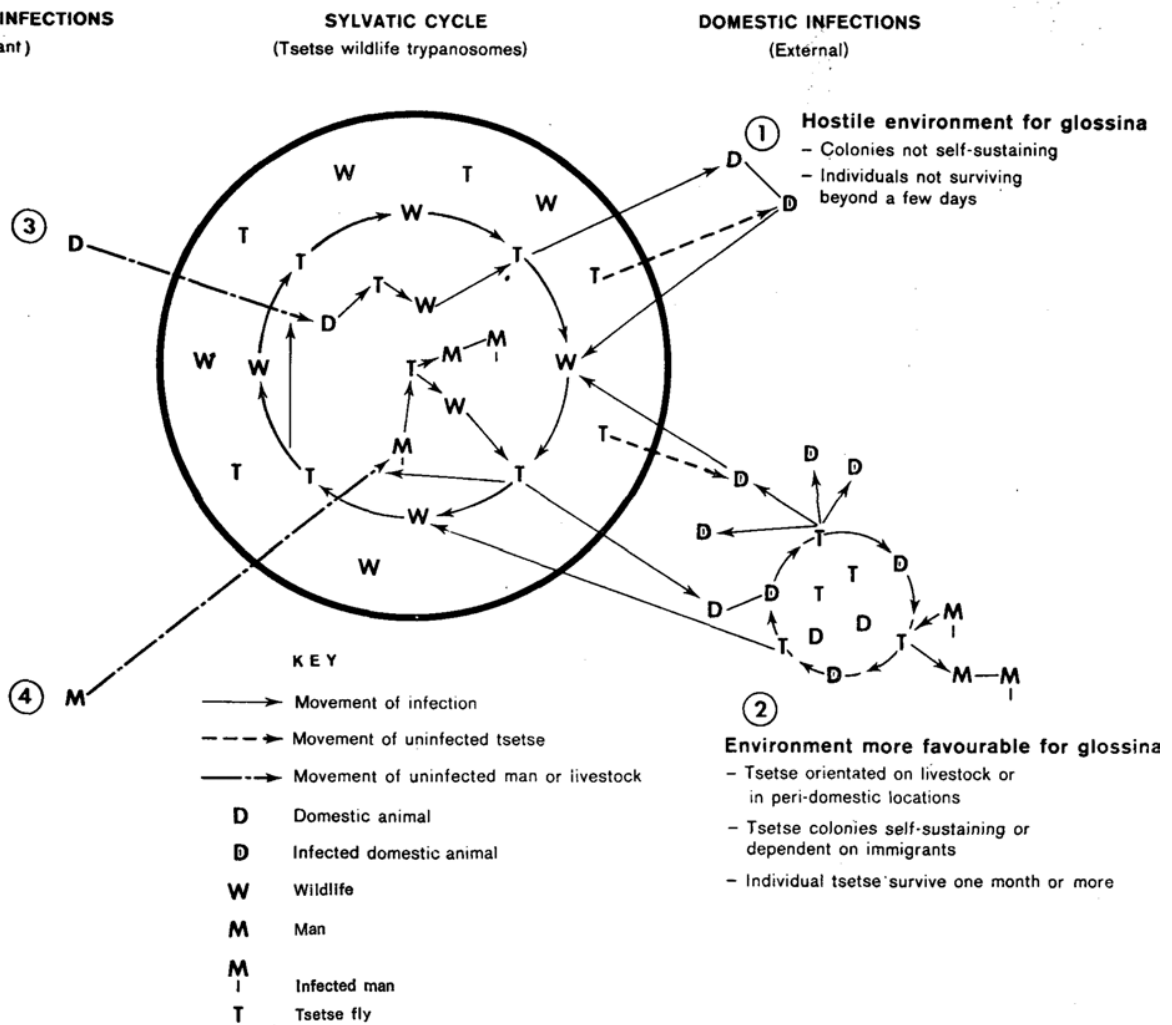 INFECTIONS SYLVATIC CYCLE DOMESTIC INFECTIONS
ant) (Tsetse wildlife trypanosomes) (External)
1 Hostile environment for glossina
– Colonies not self-sustaining
– Individuals not surviving
beyond a few days
D
W T
W D
W
3 D T
T T T
T W
D
M M
I
W W T W
W
T D D
M
I
T T T D
W D T
W T D
T D
D D T
D M
I
T D T
D M M
I
4 M
2
Environment more favourable for glossina
– Tsetse orientated on livestock or
in peri-domestic locations
– Tsetse colonies self-sustaining or
dependent on immigrants
– Individual tsetse survive one month or more
KEY
Movement of infection
Movement of uninfected tsetse
Movement of uninfected man or livestock
D Domestic animal
D Infected domestic animal
W Wildlife
M Man
M
I Infected man
T Tsetse fly